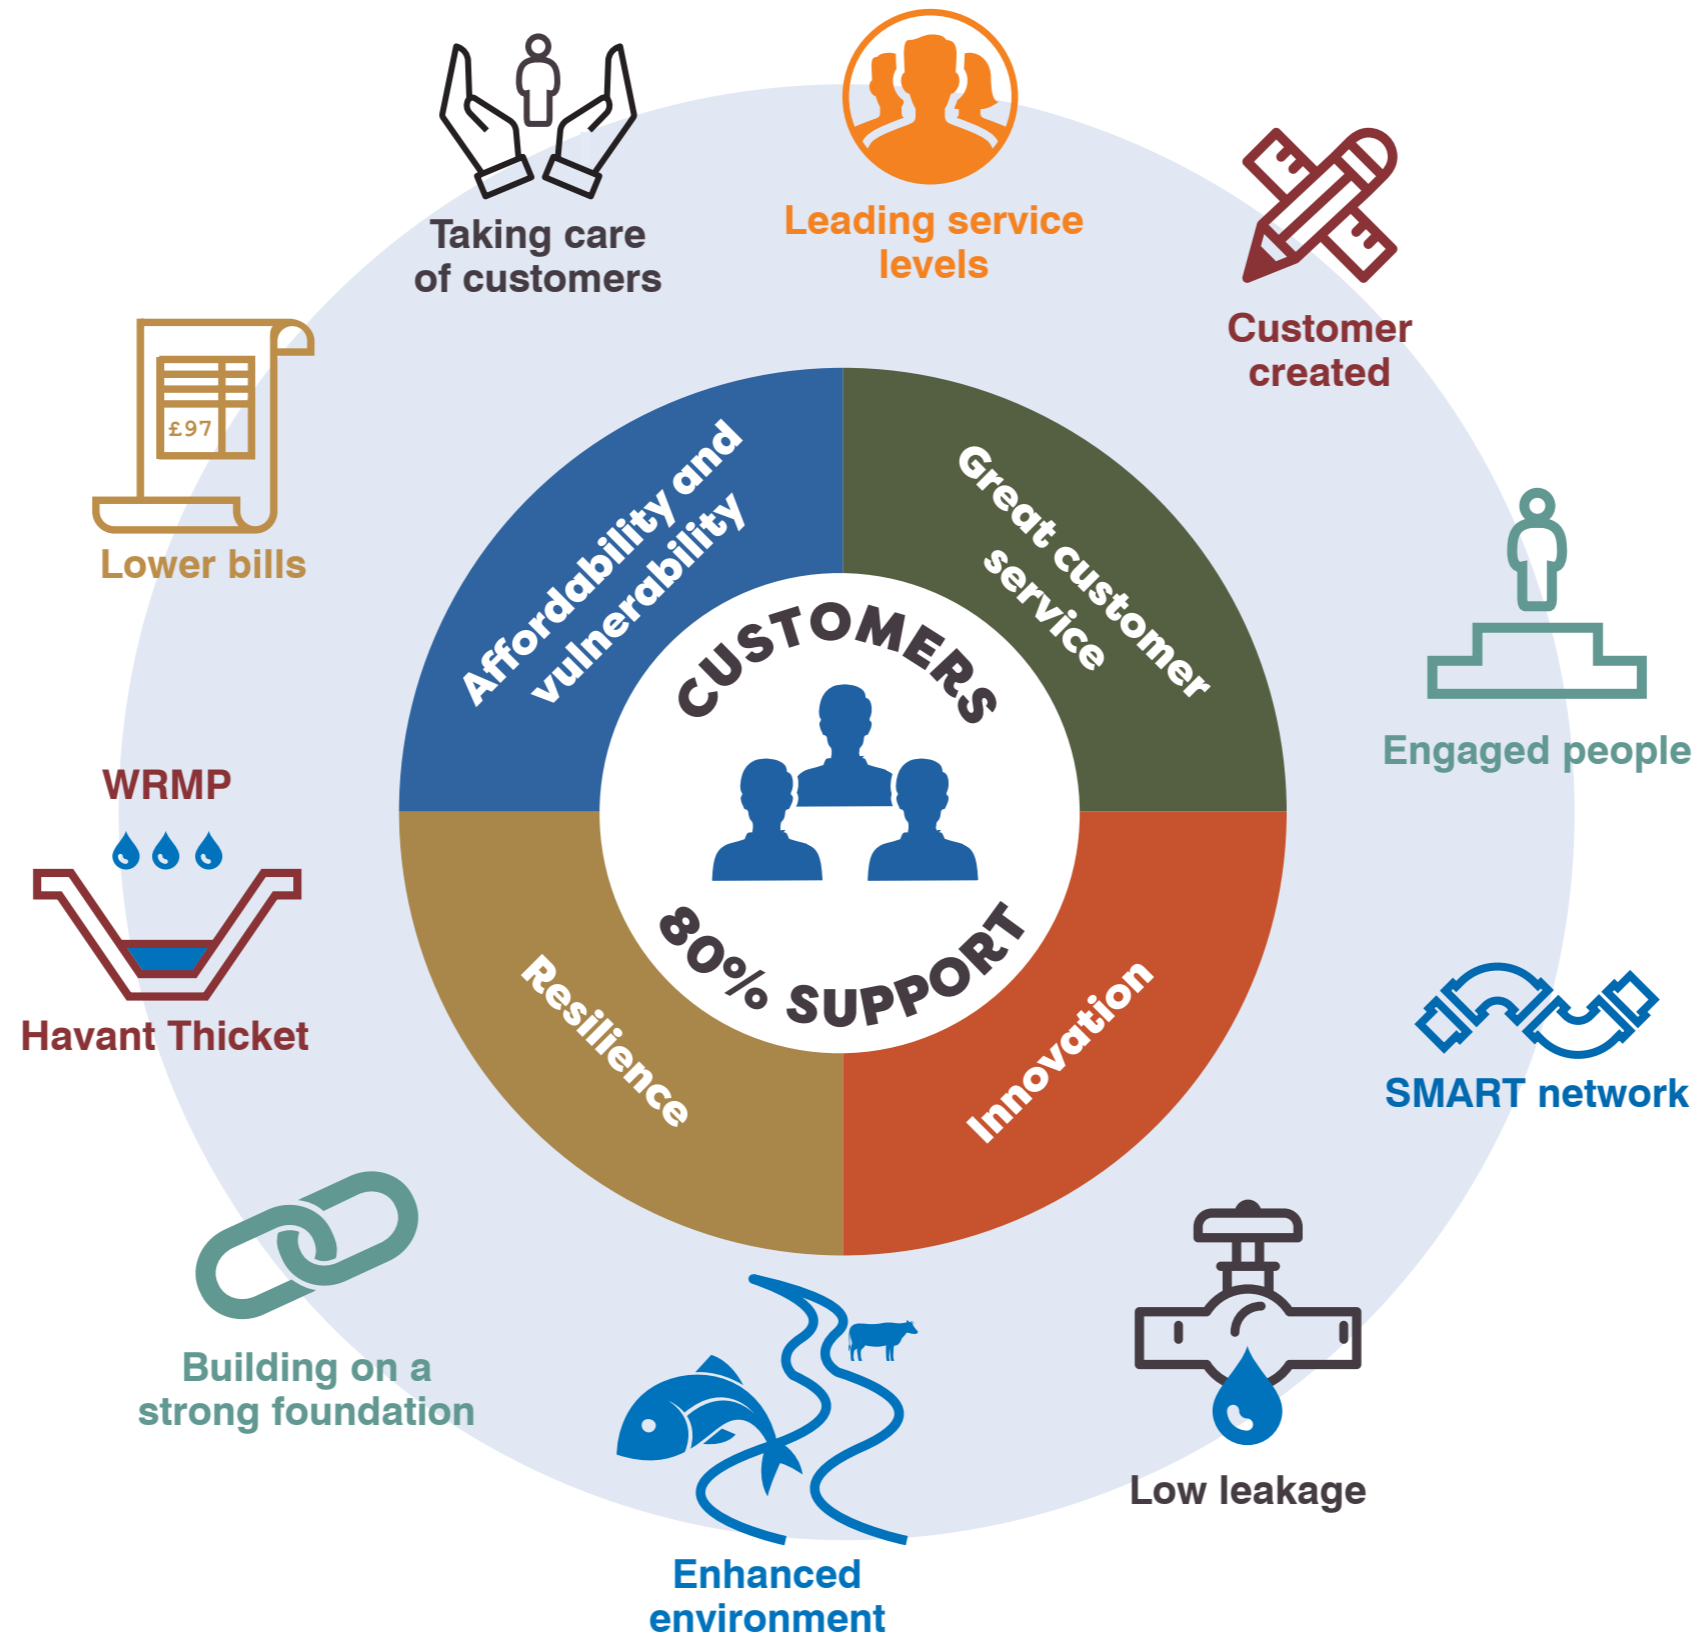 Taking care
of customers
Leading service
levels
Customer
created
Engaged people
SMART network
Low leakage
Enhanced
environment
Building on a
strong foundation
WRMP
Havant Thicket
£97
Lower bills
Affordability and
vulnerability
Great customer
service
Innovation
Resilience
CUSTOMERS
80% SUPPORT